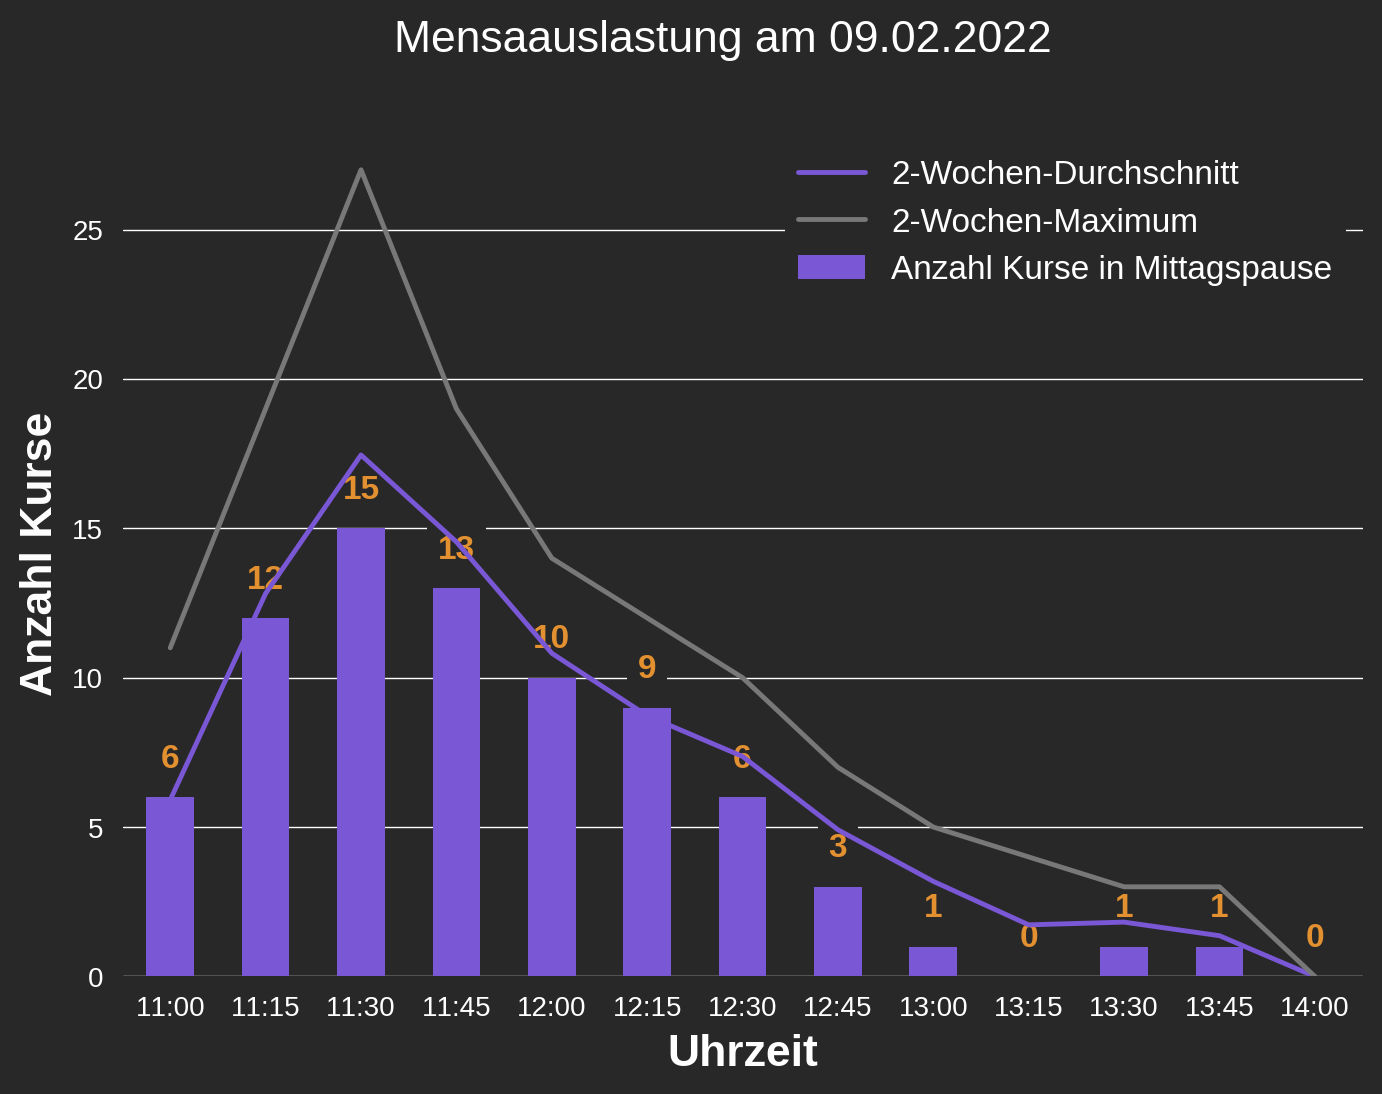 Mensaauslastung am 09.02.2022
2-Wochen-Durchschnitt
2-Wochen-Maximum
Anzahl Kurse in Mittagspause
Anzahl Kurse
25
20
15
10
5
0
6
12
15
13
10
9
6
3
1
0
1
1
0
11:00 11:15 11:30 11:45 12:00 12:15 12:30 12:45 13:00 13:15 13:30 13:45 14:00
Uhrzeit